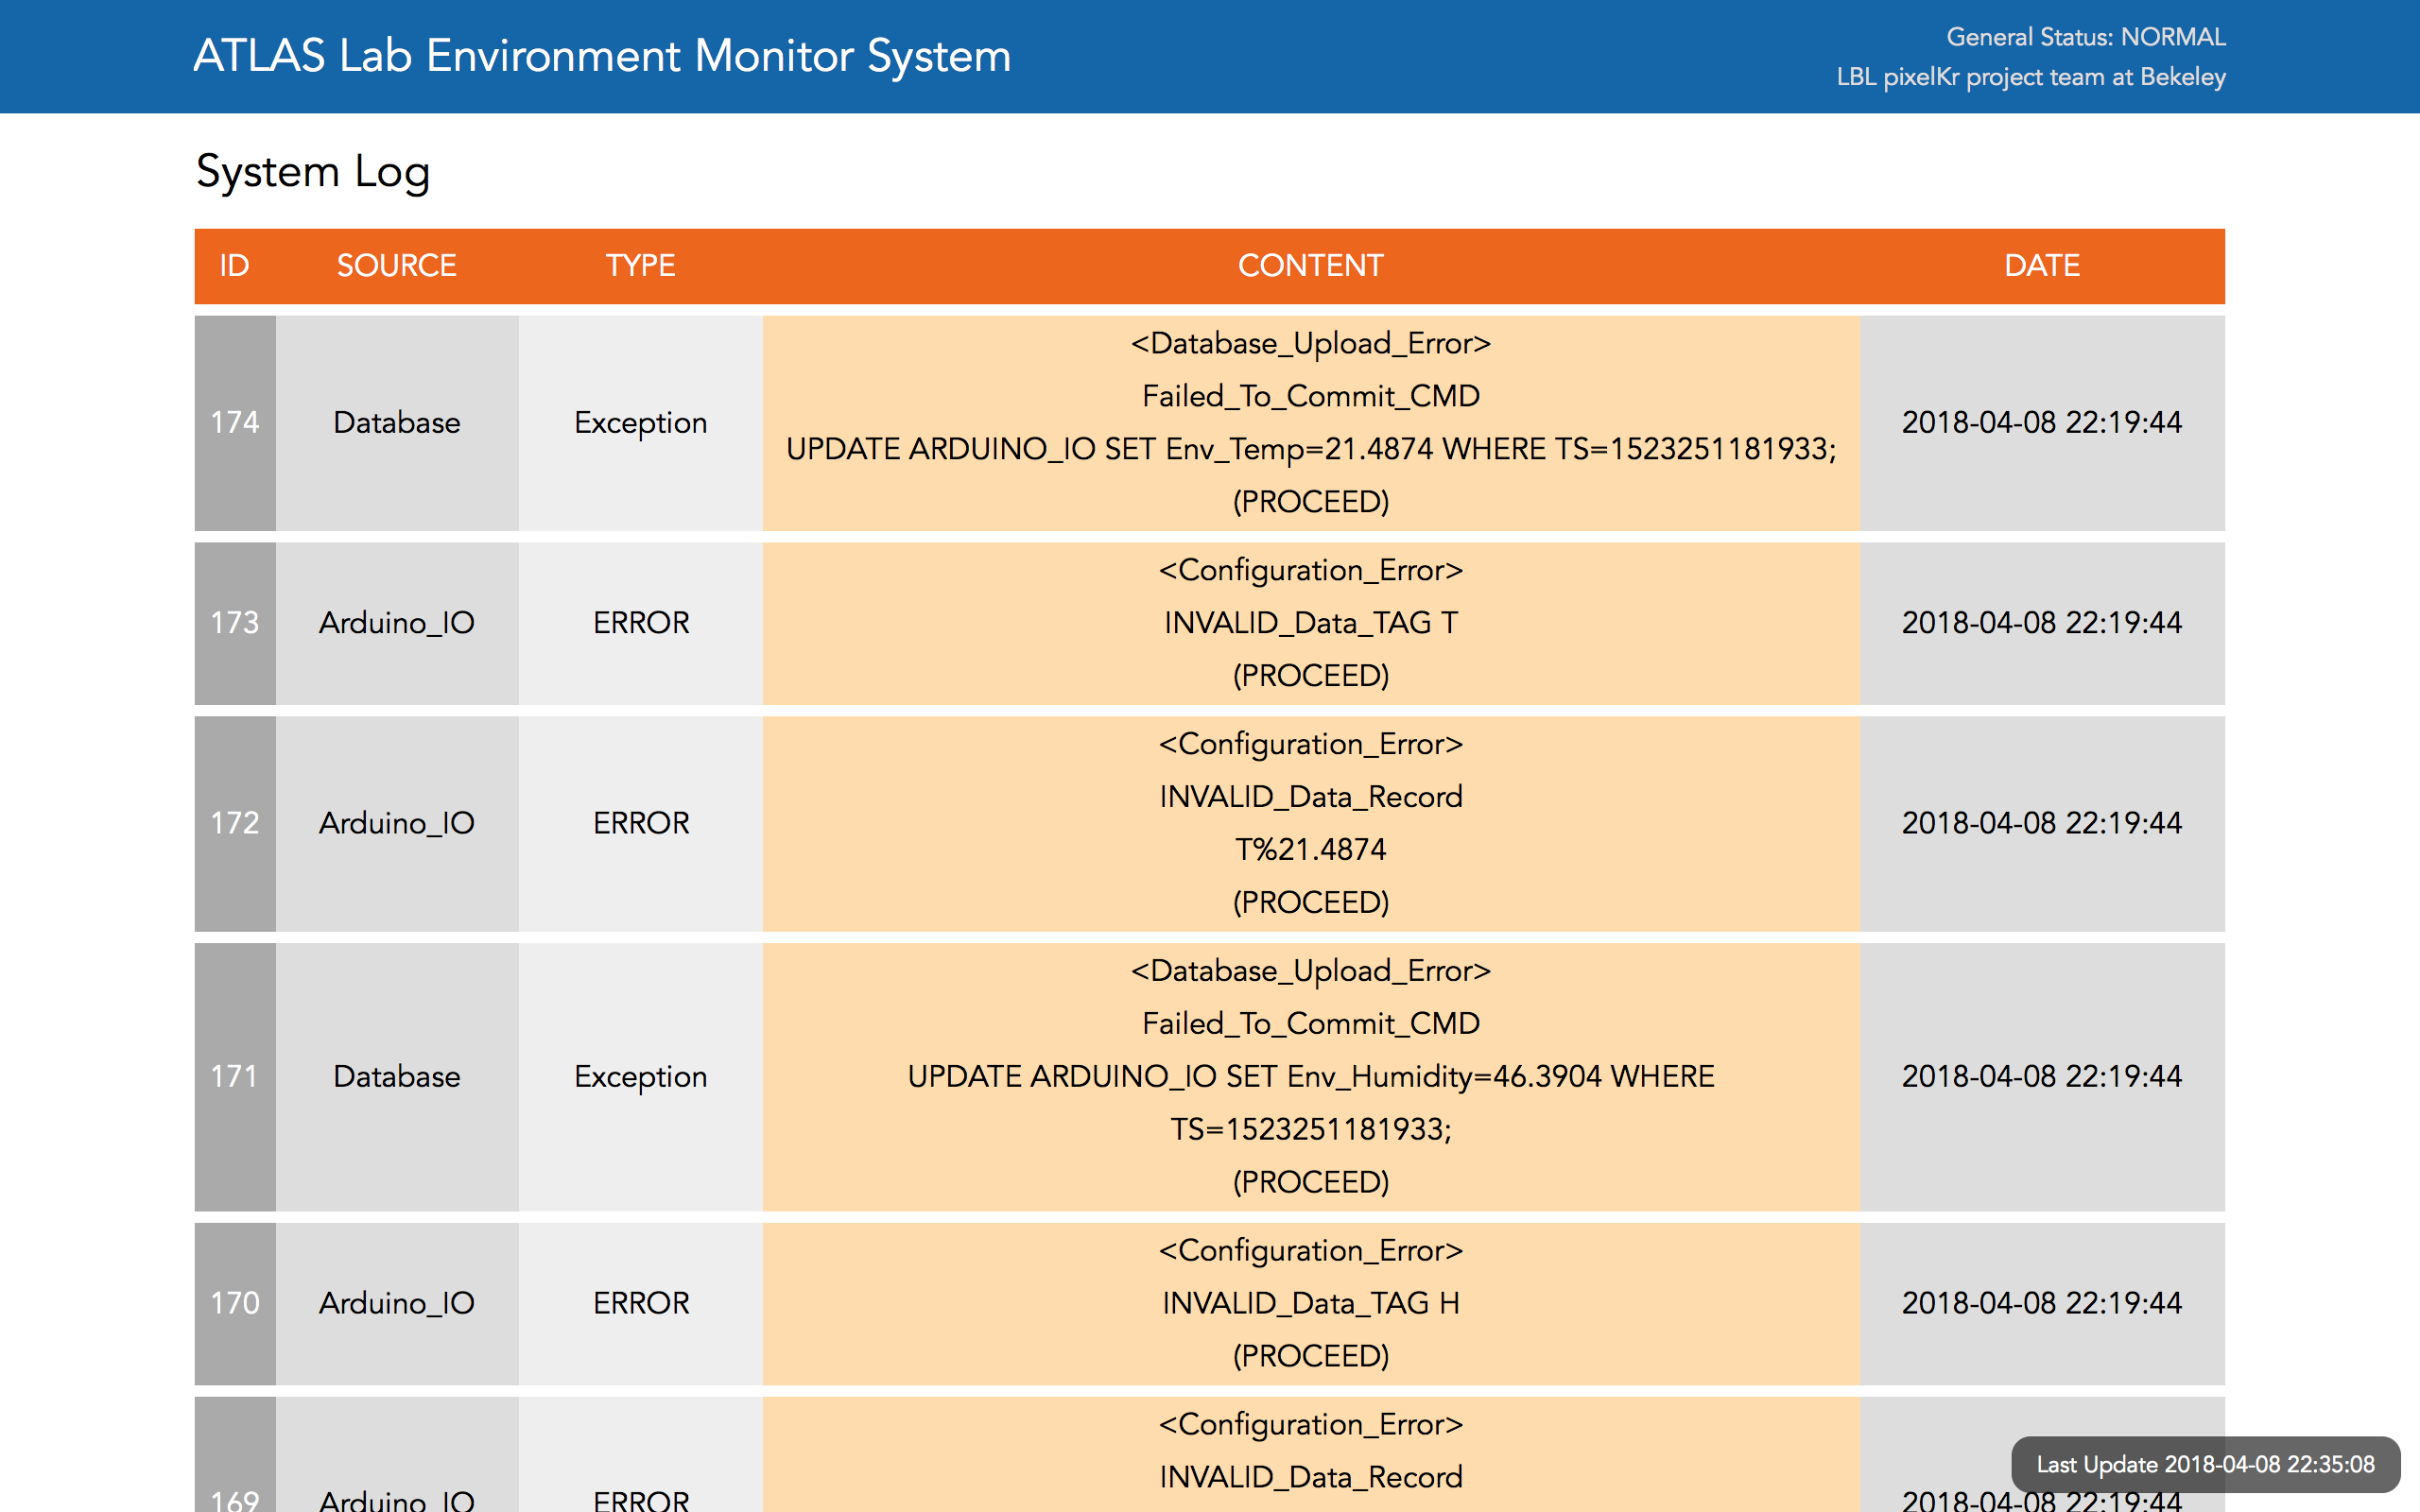 ATLAS Lab Environment Monitor System
General Status: NORMAL
LBL pixelKr project team at Bekeley
System Log
ID SOURCE TYPE CONTENT DATE
174 Database Exception
<Database_Upload_Error>
Failed_To_Commit_CMD
UPDATE ARDUINO_IO SET Env_Temp=21.4874 WHERE TS=1523251181933;
(PROCEED)
2018-04-08 22:19:44
173 Arduino_IO ERROR
<Configuration_Error>
INVALID_Data_TAG T
(PROCEED)
2018-04-08 22:19:44
172 Arduino_IO ERROR
<Configuration_Error>
INVALID_Data_Record
T%21.4874
(PROCEED)
2018-04-08 22:19:44
171 Database Exception
<Database_Upload_Error>
Failed_To_Commit_CMD
UPDATE ARDUINO_IO SET Env_Humidity=46.3904 WHERE
TS=1523251181933;
(PROCEED)
2018-04-08 22:19:44
170 Arduino_IO ERROR
<Configuration_Error>
INVALID_Data_TAG H
(PROCEED)
2018-04-08 22:19:44
169 Arduino_IO ERROR
<Configuration_Error>
INVALID_Data_Record
2018-04-08 22:19:44
Last Update 2018-04-08 22:35:08